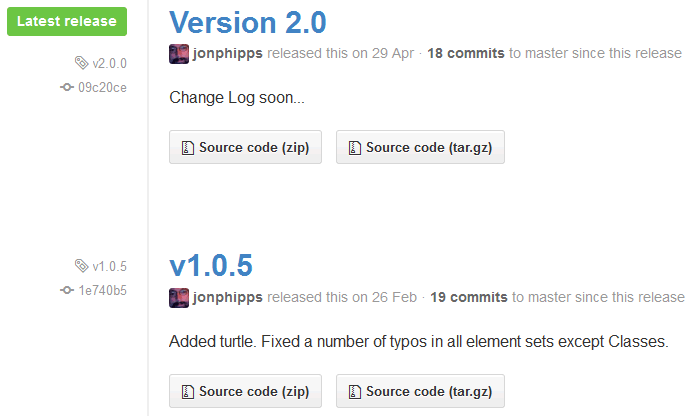 Latest release
Version 2.0
jonphipps released this on 29 Apr · 18 commits to master since this release
v2.0.0
09c20ce
Change Log soon...
Source code (zip) Source code (tar.gz)
v1.0.5
v1.0.5
jonphipps released this on 26 Feb · 19 commits to master since this release
1e740b5
Added turtle. Fixed a number of typos in all element sets except Classes.
Source code (zip) Source code (tar.gz)